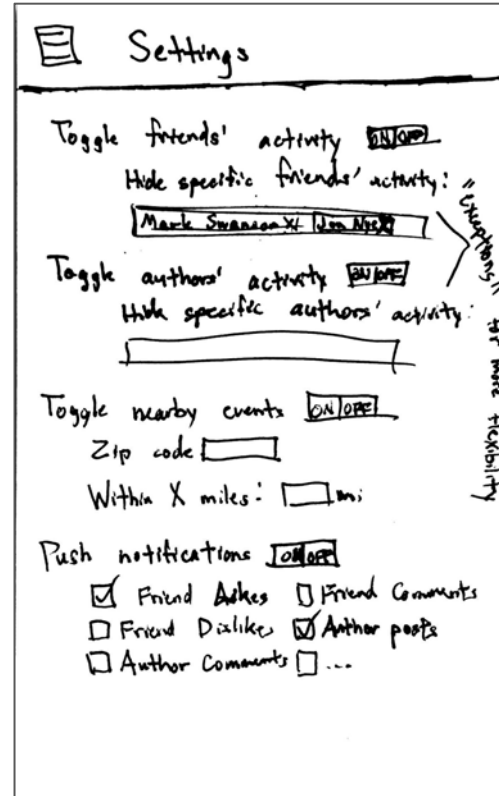 Settings
Toggle friends' activity ON OFF
Hide specific friends' activity:
Mark Swanson X Jon Nye X
Toggle authors' activity ON OFF
Hide specific authors' activity:
"exceptions" for more flexibility
Toggle nearby events ON OFF
Zip code
Within X miles: mi
Push notifications ON OFF
Friend Likes Friend Comments
Friend Dislikes Author posts
Author Comments ...